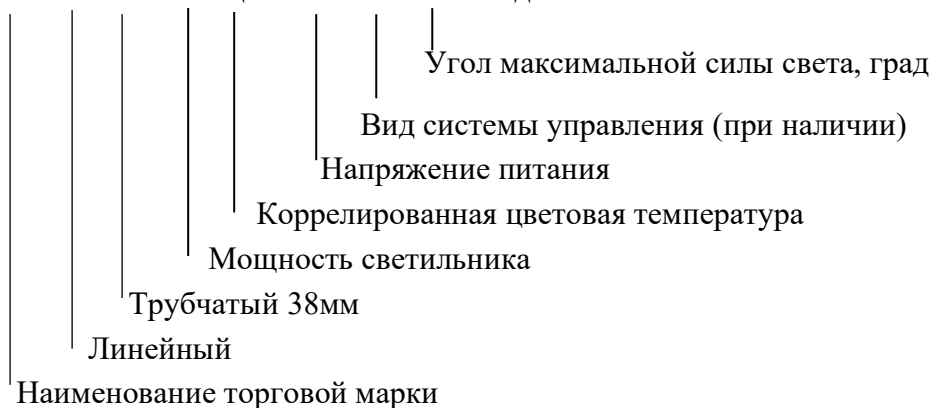 Угол максимальной силы света, град
Вид системы управления (при наличии)
Напряжение питания
Коррелированная цветовая температура
Мощность светильника
Трубчатый 38мм
Линейный
Наименование торговой марки